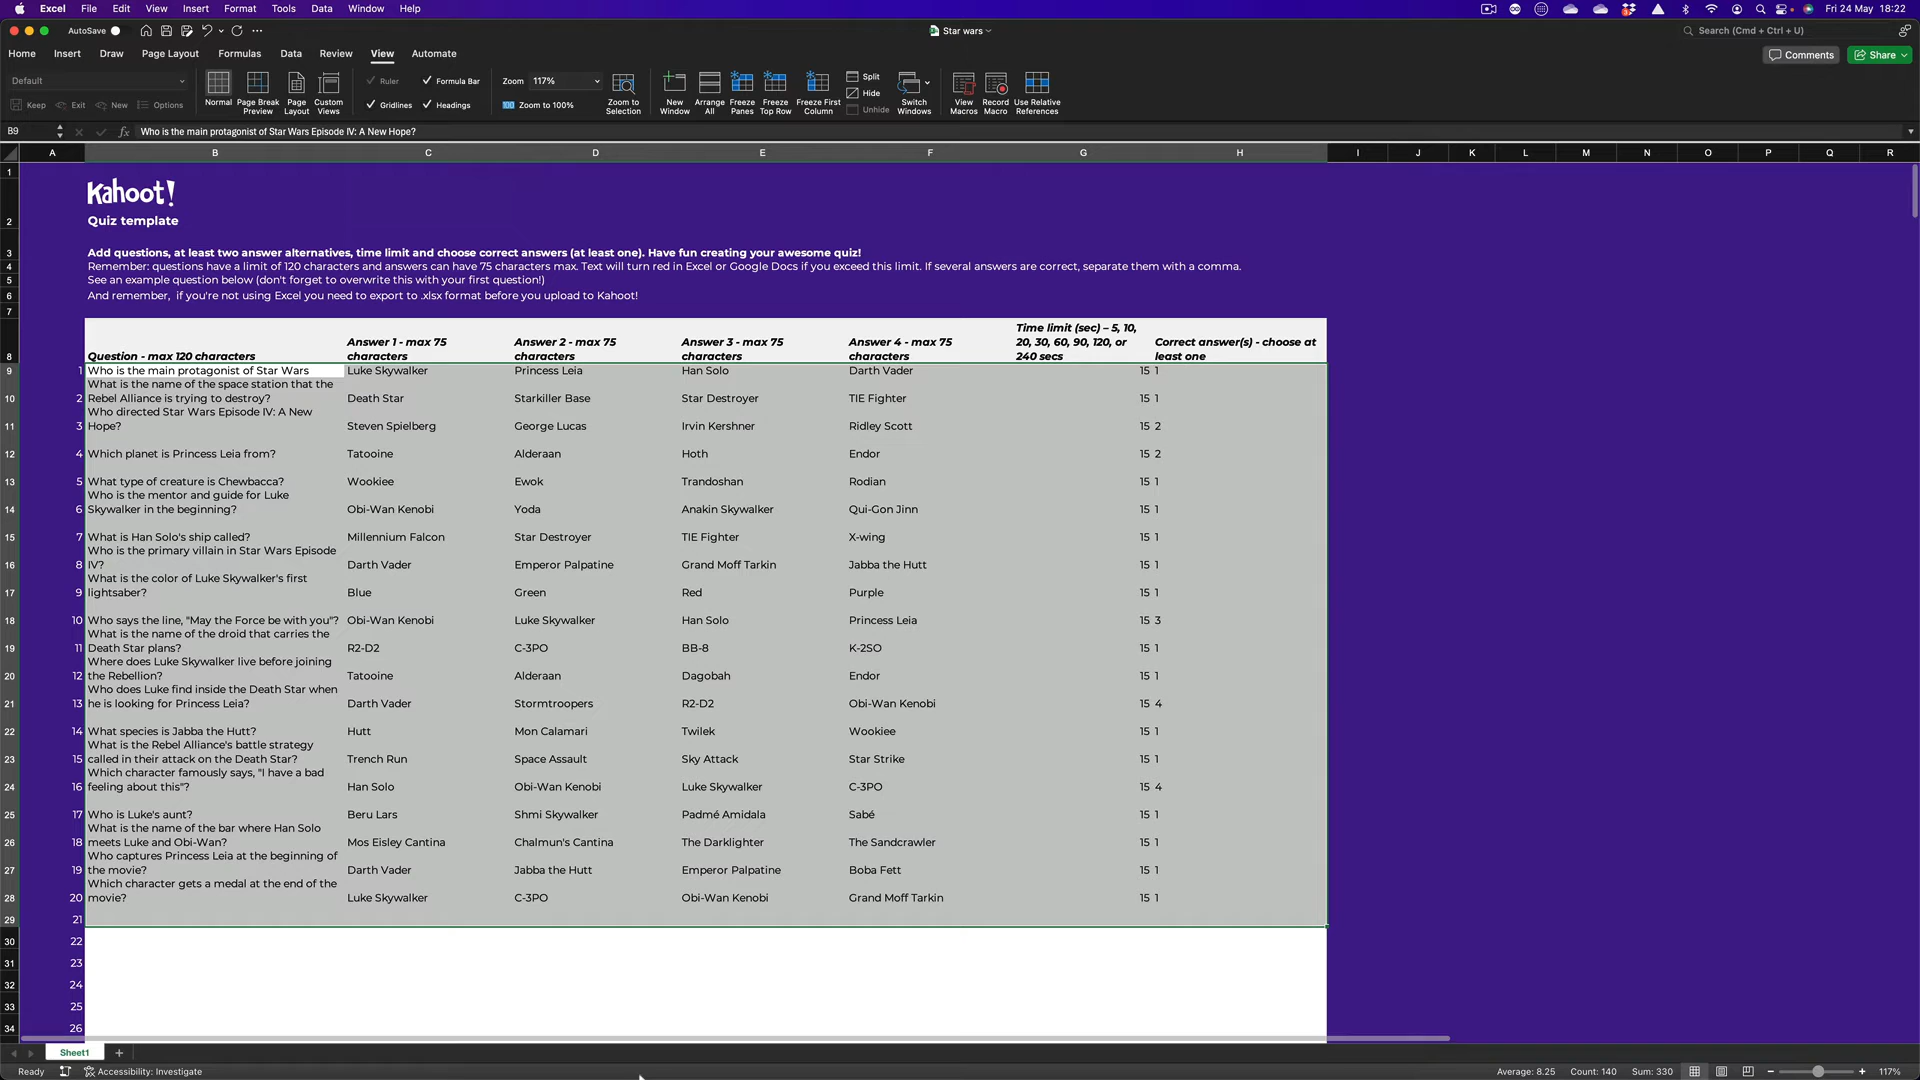 Excel File Edit View Insert Format Tools Data Window Help Fri 24 May 18:22
AutoSave Star wars Search (Cmd + Ctrl + U)
Home Insert Draw Page Layout Formulas Data Review View Automate Comments Share
Default Normal Page Break Preview Page Layout Custom Views Ruler Formula Bar Zoom 117% Zoom to Selection New Window Arrange All Freeze Panes Freeze Top Row Freeze First Column Split Hide Unhide Switch Windows View Macros Record Macro Use Relative References
Keep Exit New Options Gridlines Headings 100 Zoom to 100%
B9 fx Who is the main protagonist of Star Wars Episode IV: A New Hope?
A B C D E F G H I J K L M N O P Q R
1
Kahoot!
2 Quiz template
3 Add questions, at least two answer alternatives, time limit and choose correct answers (at least one). Have fun creating your awesome quiz!
4 Remember: questions have a limit of 120 characters and answers can have 75 characters max. Text will turn red in Excel or Google Docs if you exceed this limit. If several answers are correct, separate them with a comma.
5 See an example question below (don't forget to overwrite this with your first question!)
6 And remember, if you're not using Excel you need to export to .xlsx format before you upload to Kahoot!
7
8 Question - max 120 characters Answer 1 - max 75 characters Answer 2 - max 75 characters Answer 3 - max 75 characters Answer 4 - max 75 characters Time limit (sec) – 5, 10, 20, 30, 60, 90, 120, or 240 secs Correct answer(s) - choose at least one
9 1 Who is the main protagonist of Star Wars Luke Skywalker Princess Leia Han Solo Darth Vader 15 1
10 2 What is the name of the space station that the Rebel Alliance is trying to destroy? Death Star Starkiller Base Star Destroyer TIE Fighter 15 1
11 3 Who directed Star Wars Episode IV: A New Hope? Steven Spielberg George Lucas Irvin Kershner Ridley Scott 15 2
12 4 Which planet is Princess Leia from? Tatooine Alderaan Hoth Endor 15 2
13 5 What type of creature is Chewbacca? Wookiee Ewok Trandoshan Rodian 15 1
14 6 Who is the mentor and guide for Luke Skywalker in the beginning? Obi-Wan Kenobi Yoda Anakin Skywalker Qui-Gon Jinn 15 1
15 7 What is Han Solo's ship called? Millennium Falcon Star Destroyer TIE Fighter X-wing 15 1
16 8 Who is the primary villain in Star Wars Episode IV? Darth Vader Emperor Palpatine Grand Moff Tarkin Jabba the Hutt 15 1
17 9 What is the color of Luke Skywalker's first lightsaber? Blue Green Red Purple 15 1
18 10 Who says the line, "May the Force be with you"? Obi-Wan Kenobi Luke Skywalker Han Solo Princess Leia 15 3
19 11 What is the name of the droid that carries the Death Star plans? R2-D2 C-3PO BB-8 K-2SO 15 1
20 12 Where does Luke Skywalker live before joining the Rebellion? Tatooine Alderaan Dagobah Endor 15 1
21 13 Who does Luke find inside the Death Star when he is looking for Princess Leia? Darth Vader Stormtroopers R2-D2 Obi-Wan Kenobi 15 4
22 14 What species is Jabba the Hutt? Hutt Mon Calamari Twilek Wookiee 15 1
23 15 What is the Rebel Alliance's battle strategy called in their attack on the Death Star? Trench Run Space Assault Sky Attack Star Strike 15 1
24 16 Which character famously says, "I have a bad feeling about this"? Han Solo Obi-Wan Kenobi Luke Skywalker C-3PO 15 4
25 17 Who is Luke's aunt? Beru Lars Shmi Skywalker Padmé Amidala Sabé 15 1
26 18 What is the name of the bar where Han Solo meets Luke and Obi-Wan? Mos Eisley Cantina Chalmun's Cantina The Darklighter The Sandcrawler 15 1
27 19 Who captures Princess Leia at the beginning of the movie? Darth Vader Jabba the Hutt Emperor Palpatine Boba Fett 15 1
28 20 Which character gets a medal at the end of the movie? Luke Skywalker C-3PO Obi-Wan Kenobi Grand Moff Tarkin 15 1
29 21
30 22
31 23
32 24
33 25
34 26
Sheet1
Ready Accessibility: Investigate Average: 8.25 Count: 140 Sum: 330 117%